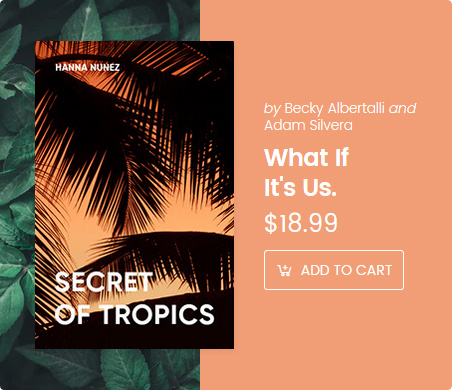 HANNA NUNEZ
SECRET
OF TROPICS
by Becky Albertalli and
Adam Silvera
What If
It's Us.
$18.99
ADD TO CART